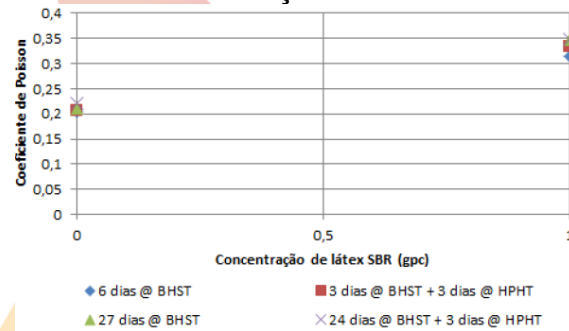 0,4
0,35
0,3
0,25
0,2
0,15
0,1
0,05
0
Coeficiente de Poisson
0 0,5 1
Concentração de látex SBR (gpc)
6 dias @ BHST 3 dias @ BHST + 3 dias @ HPHT
27 dias @ BHST 24 dias @ BHST + 3 dias @ HPHT